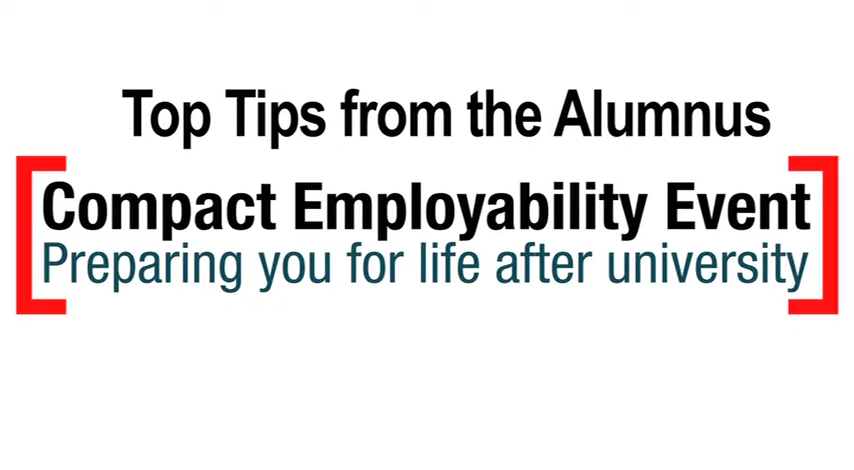 Top Tips from the Alumnus
Compact Employability Event
Preparing you for life after university